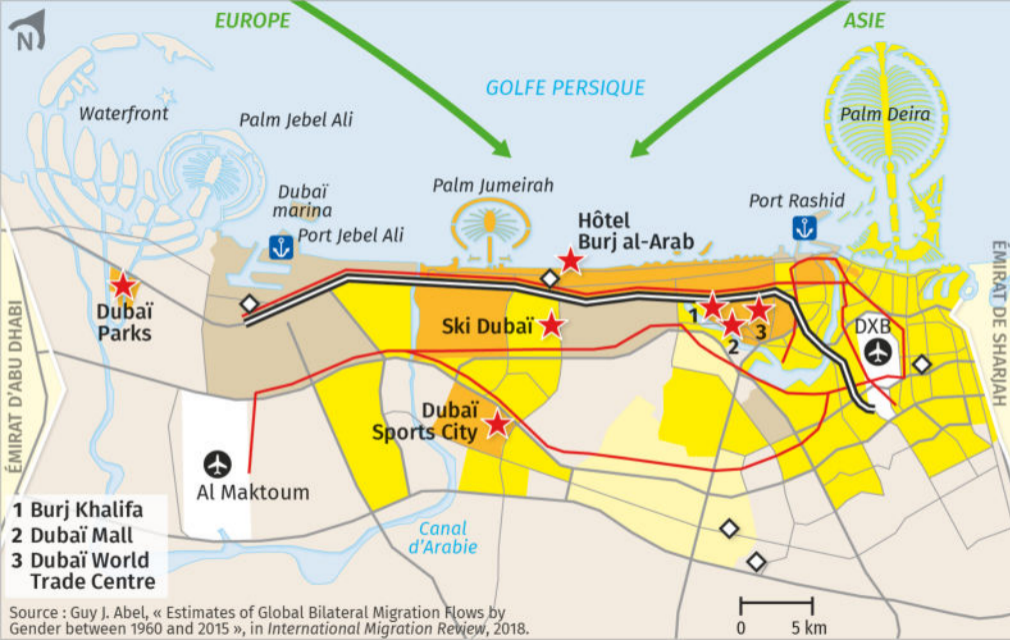 N
EUROPE
ASIE
GOLFE PERSIQUE
Waterfront
Palm Jebel Ali
Palm Deira
Dubaï
marina
Palm Jumeirah
Port Rashid
Port Jebel Ali
Hôtel
Burj al-Arab
ÉMIRAT D'ABU DHABI
ÉMIRAT DE SHARJAH
Dubaï
Parks
Ski Dubaï
1
2
3
DXB
Dubaï
Sports City
Al Maktoum
Canal
d'Arabie
1 Burj Khalifa
2 Dubaï Mall
3 Dubaï World
Trade Centre
0 5 km
Source : Guy J. Abel, « Estimates of Global Bilateral Migration Flows by
Gender between 1960 and 2015 », in International Migration Review, 2018.